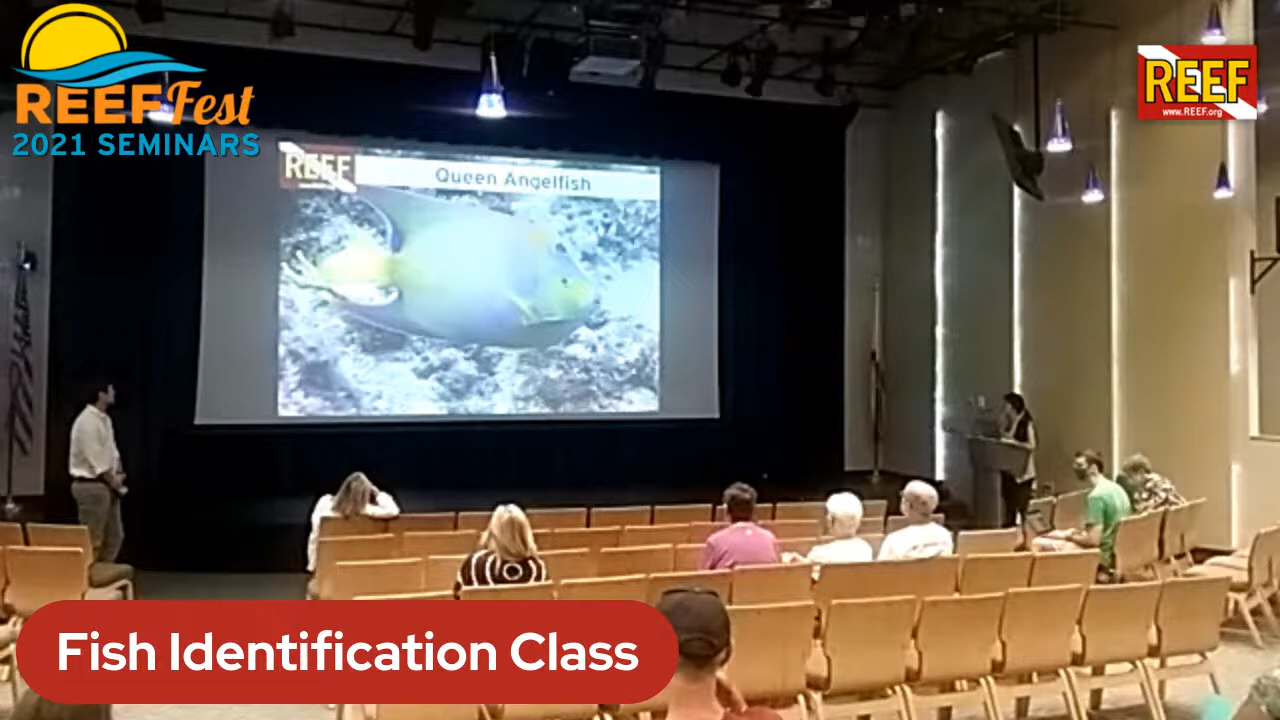 REEF Fest
2021 SEMINARS
REEF
www.REEF.org
REEF
Queen Angelfish
Fish Identification Class